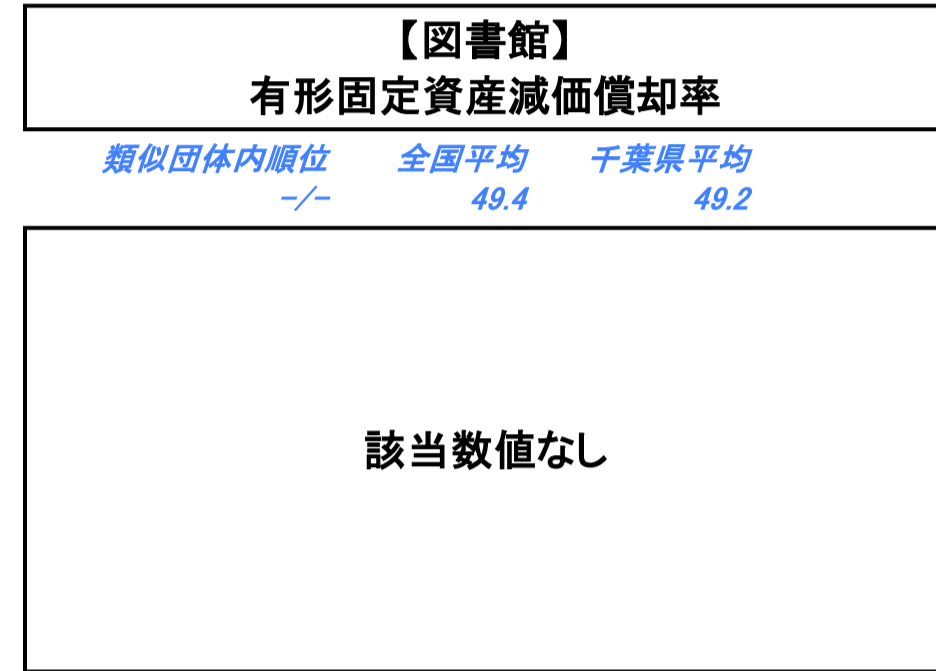 【図書館】
有形固定資産減価償却率
類似団体内順位 全国平均 千葉県平均
-/- 49.4 49.2
該当数値なし